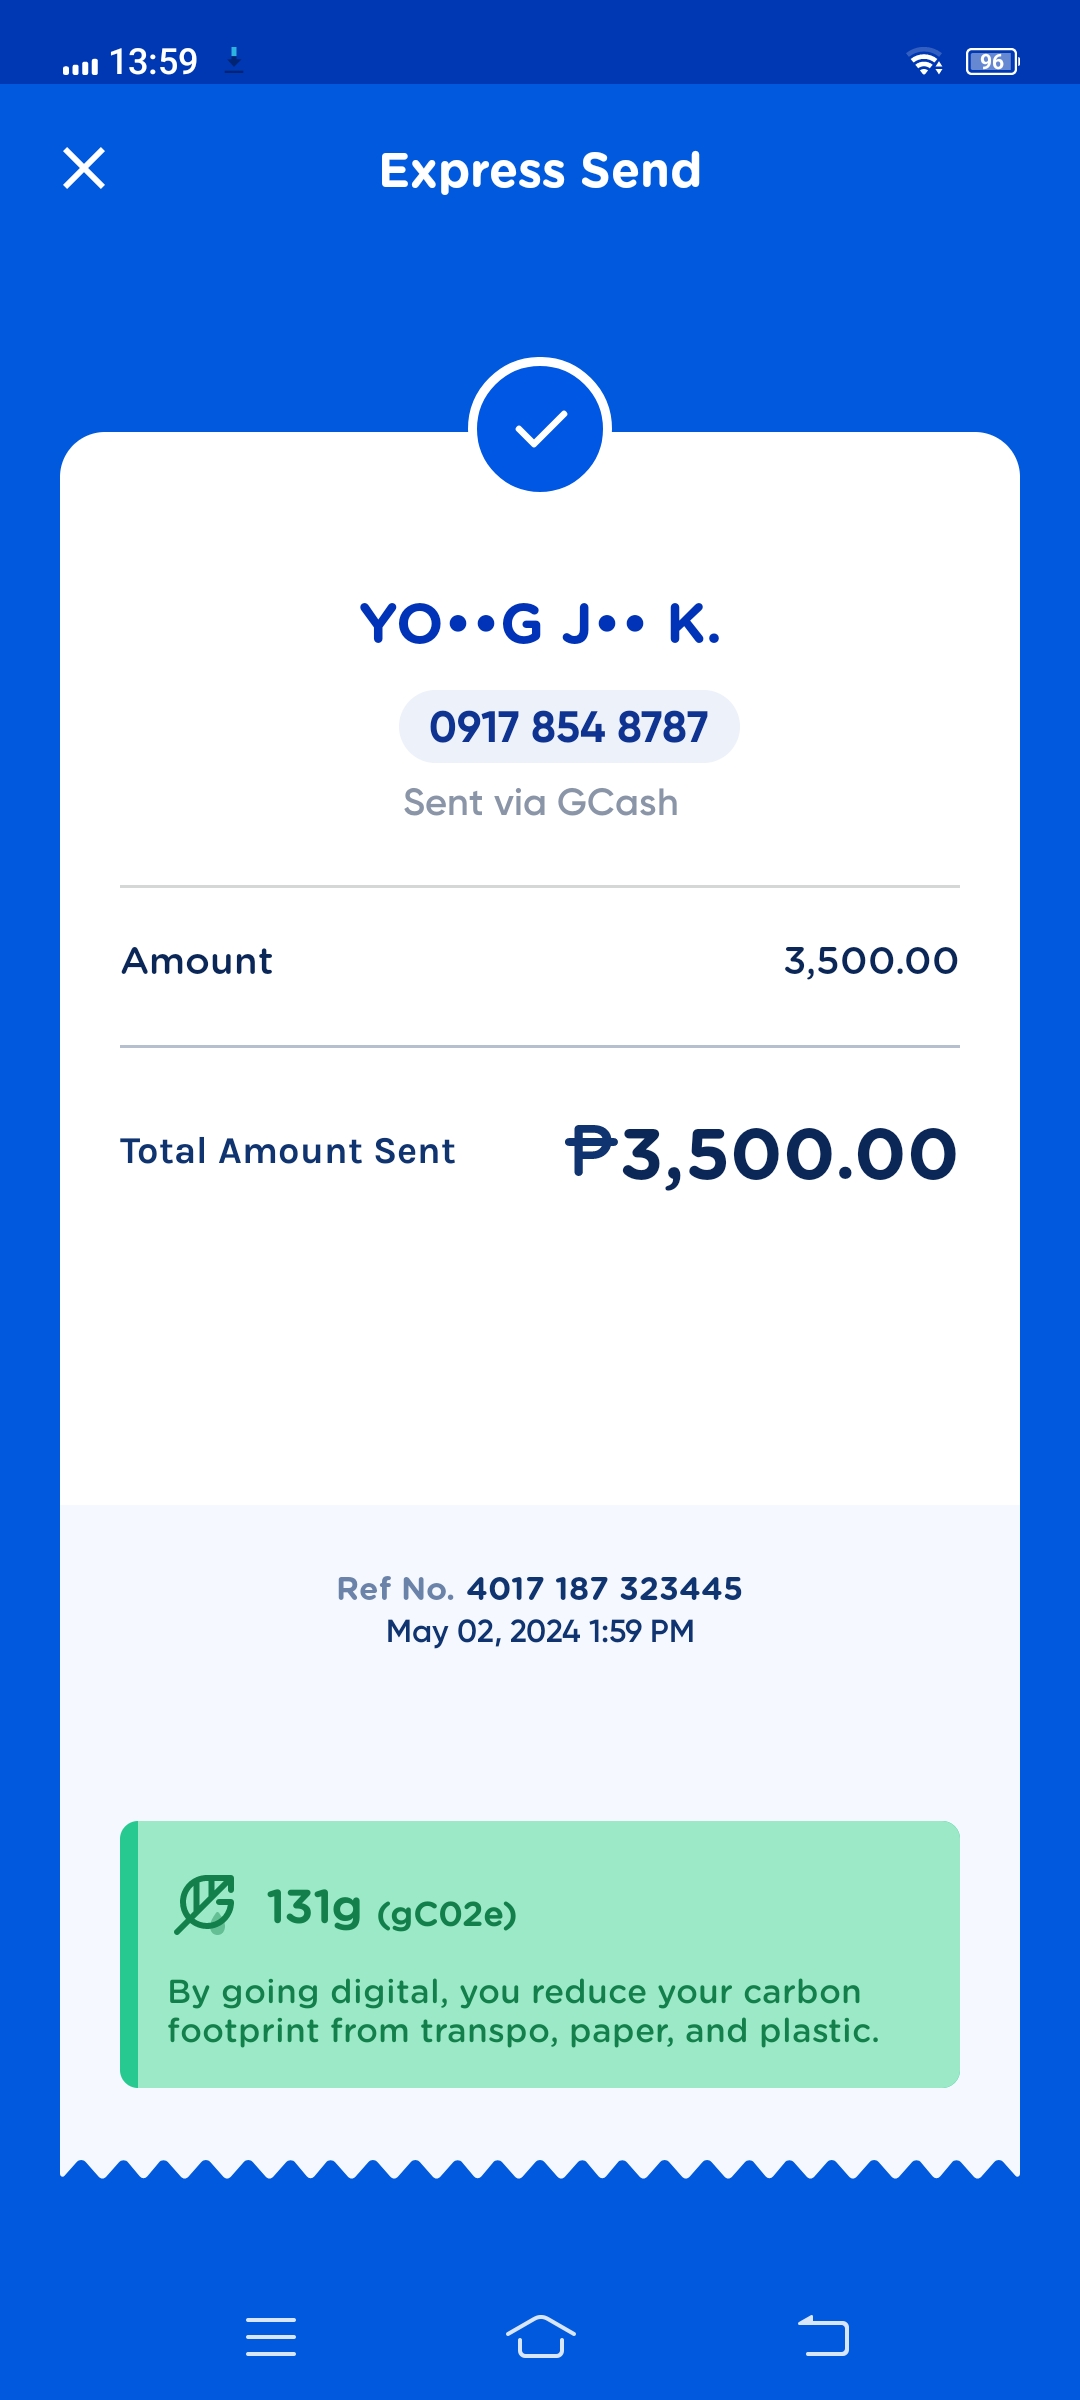 13:59
96
Express Send
YO••G J•• K.
0917 854 8787
Sent via GCash
Amount 3,500.00
Total Amount Sent ₱3,500.00
Ref No. 4017 187 323445
May 02, 2024 1:59 PM
131g (gC02e)
By going digital, you reduce your carbon
footprint from transpo, paper, and plastic.